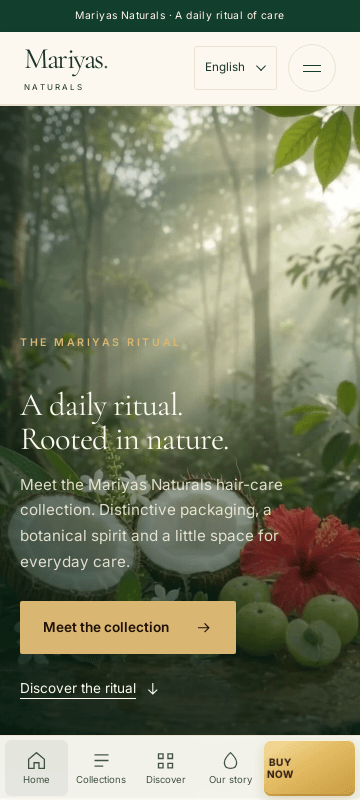 Mariyas Naturals · A daily ritual of care
Mariyas.
NATURALS
English
THE MARIYAS RITUAL
A daily ritual.
Rooted in nature.
Meet the Mariyas Naturals hair-care
collection. Distinctive packaging, a
botanical spirit and a little space for
everyday care.
Meet the collection →
Discover the ritual ↓
Home
Collections
Discover
Our story
BUY
NOW